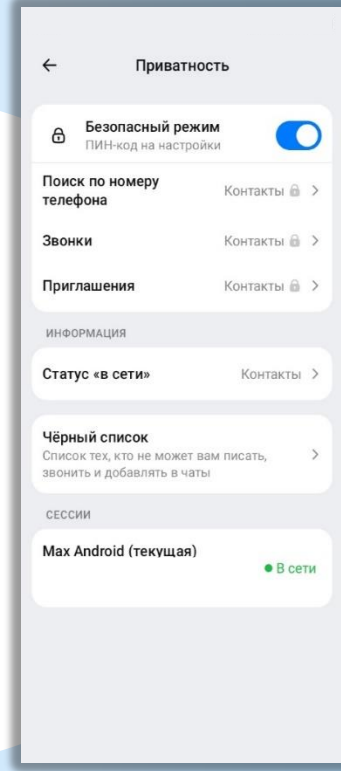 Приватность
Безопасный режим
ПИН-код на настройки
Поиск по номеру
телефона
Контакты
Звонки
Контакты
Приглашения
Контакты
ИНФОРМАЦИЯ
Статус «в сети»
Контакты
Чёрный список
Список тех, кто не может вам писать,
звонить и добавлять в чаты
СЕССИИ
Max Android (текущая)
В сети